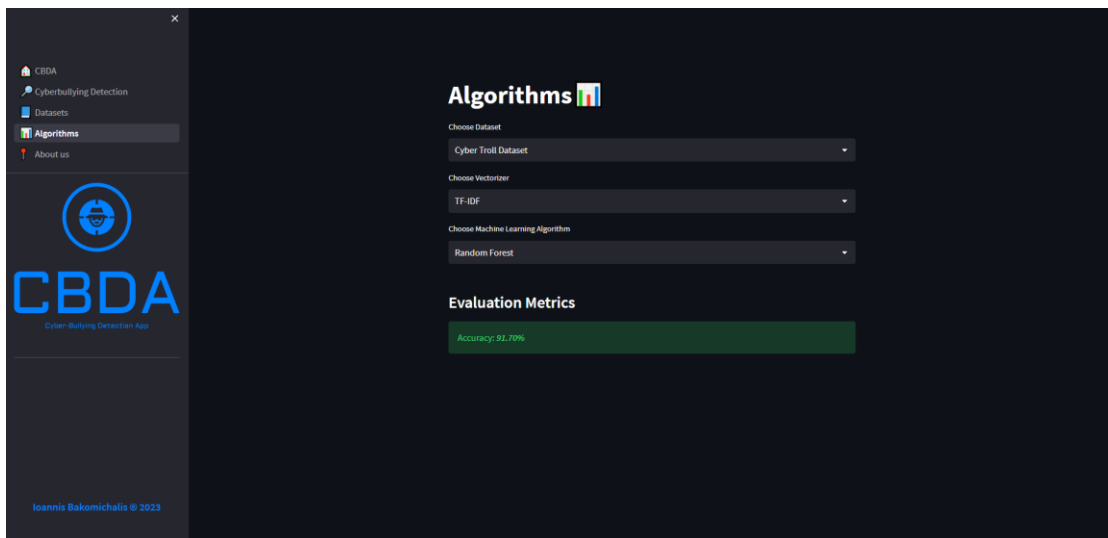 ×
CBDA
Cyberbullying Detection
Datasets
Algorithms
About us
CBDA
Cyber-Bullying Detection App
Ioannis Bakomichalis © 2023
Algorithms
Choose Dataset
Cyber Troll Dataset
Choose Vectorizer
TF-IDF
Choose Machine Learning Algorithm
Random Forest
Evaluation Metrics
Accuracy: 91.70%